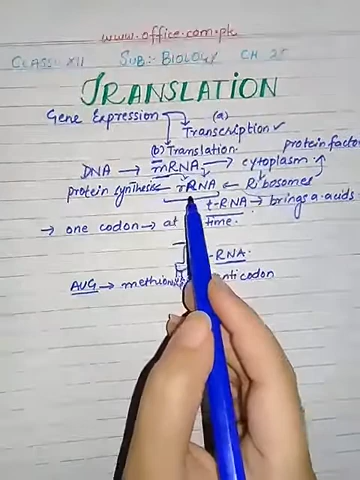 www.office.com.pk
CLASS: XII SUB:- BIOLOGY CH 25
TRANSLATION
Gene Expression (a)
Transcription ✓
(b) Translation. protein factor
DNA → mRNA → cytoplasm
protein synthesis ← rRNA ← Ribosomes
t-RNA → brings a.acids
→ one codon → at time.
-RNA.
AUG → anticodon